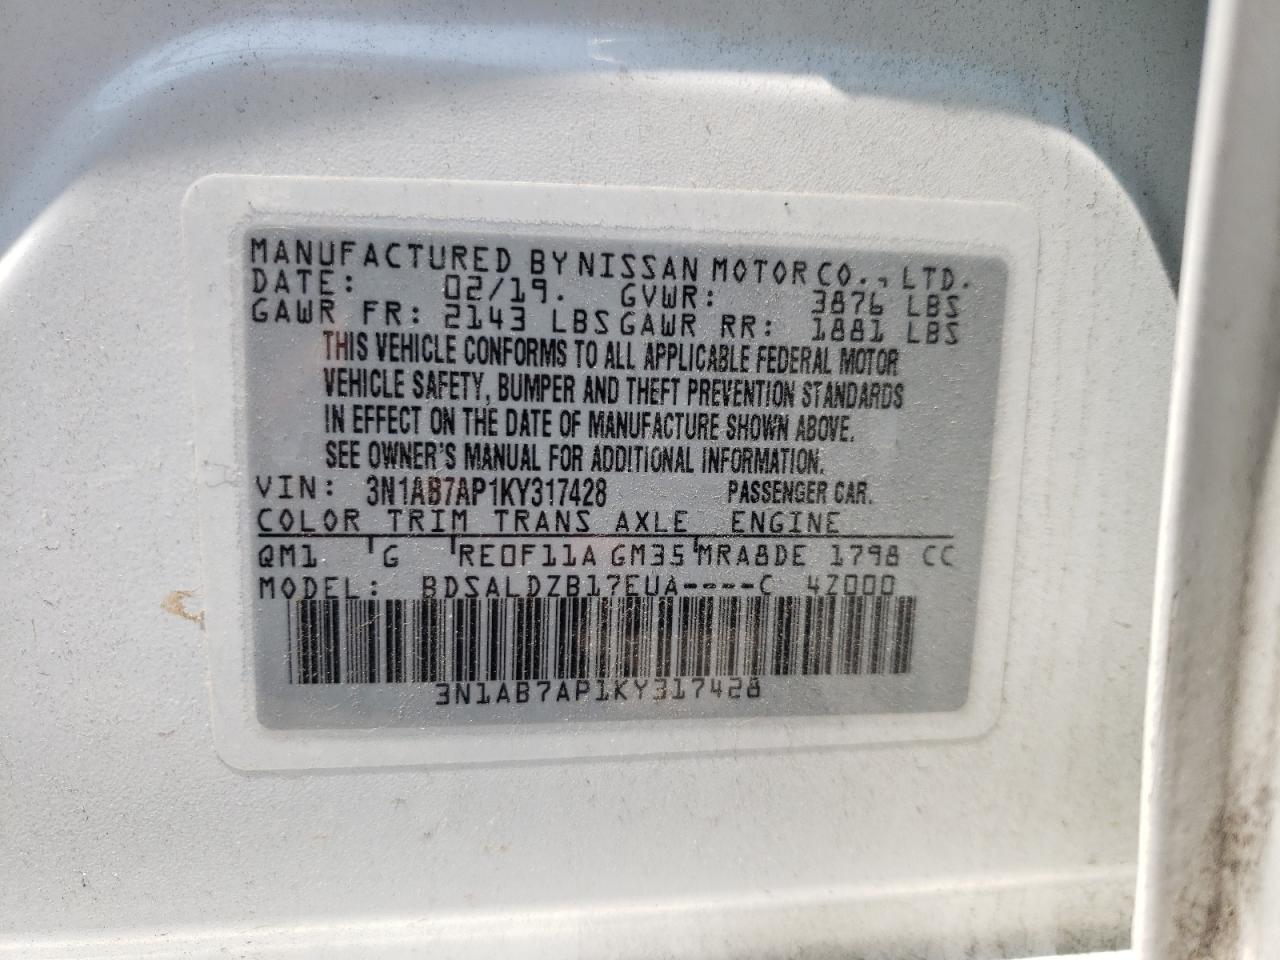 MANUFACTURED BY NISSAN MOTOR CO., LTD.
DATE: 02/19. GVWR: 3876 LBS
GAWR FR: 2143 LBS GAWR RR: 1881 LBS
THIS VEHICLE CONFORMS TO ALL APPLICABLE FEDERAL MOTOR
VEHICLE SAFETY, BUMPER AND THEFT PREVENTION STANDARDS
IN EFFECT ON THE DATE OF MANUFACTURE SHOWN ABOVE.
SEE OWNER'S MANUAL FOR ADDITIONAL INFORMATION.
VIN: 3N1AB7AP1KY317428 PASSENGER CAR.
COLOR TRIM TRANS AXLE ENGINE
QM1 G RE0F11A GM35 MRA8DE 1798 CC
MODEL: BDSALDZB17EUA----C 4Z000
3N1AB7AP1KY317428